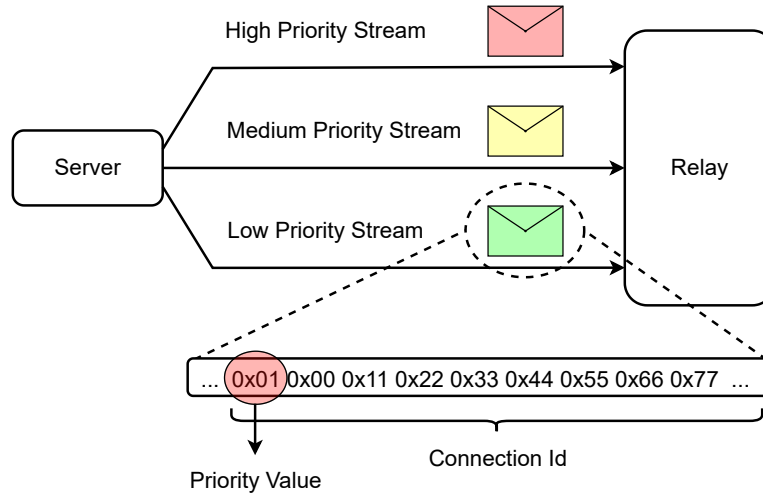 High Priority Stream
Medium Priority Stream
Server
Relay
Low Priority Stream
... 0x01 0x00 0x11 0x22 0x33 0x44 0x55 0x66 0x77 ...
Connection Id
Priority Value